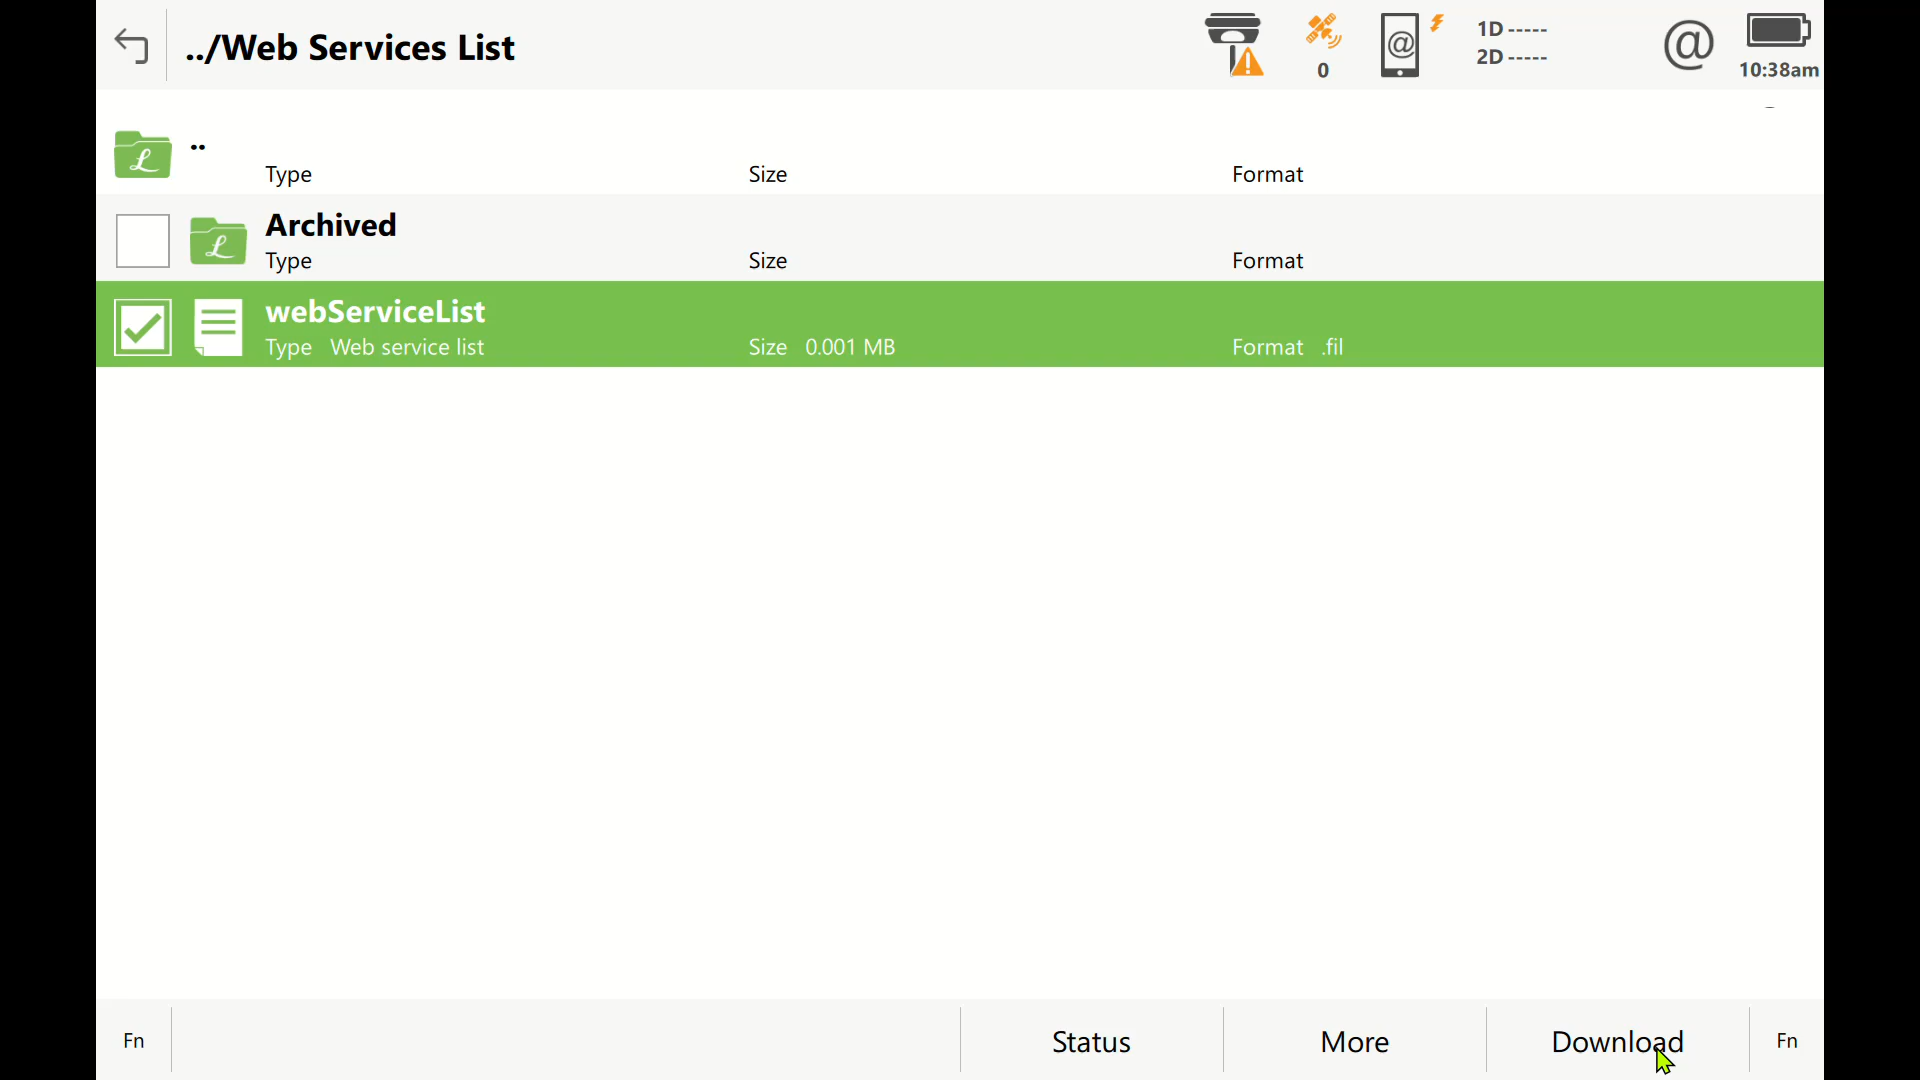 ../Web Services List
0
@
1D -----
2D -----
@
10:38am
..
Type Size Format
Archived
Type Size Format
webServiceList
Type Web service list Size 0.001 MB Format .fil
Fn Status More Download Fn